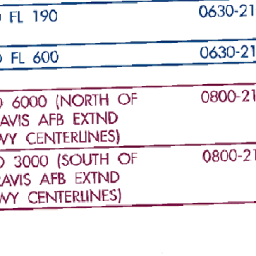 FL 190 0630-21
FL 600 0630-21
6000 (NORTH OF 0800-21
AVIS AFB EXTND
WY CENTERLINES)
3000 (SOUTH OF 0800-21
AVIS AFB EXTND
WY CENTERLINES)